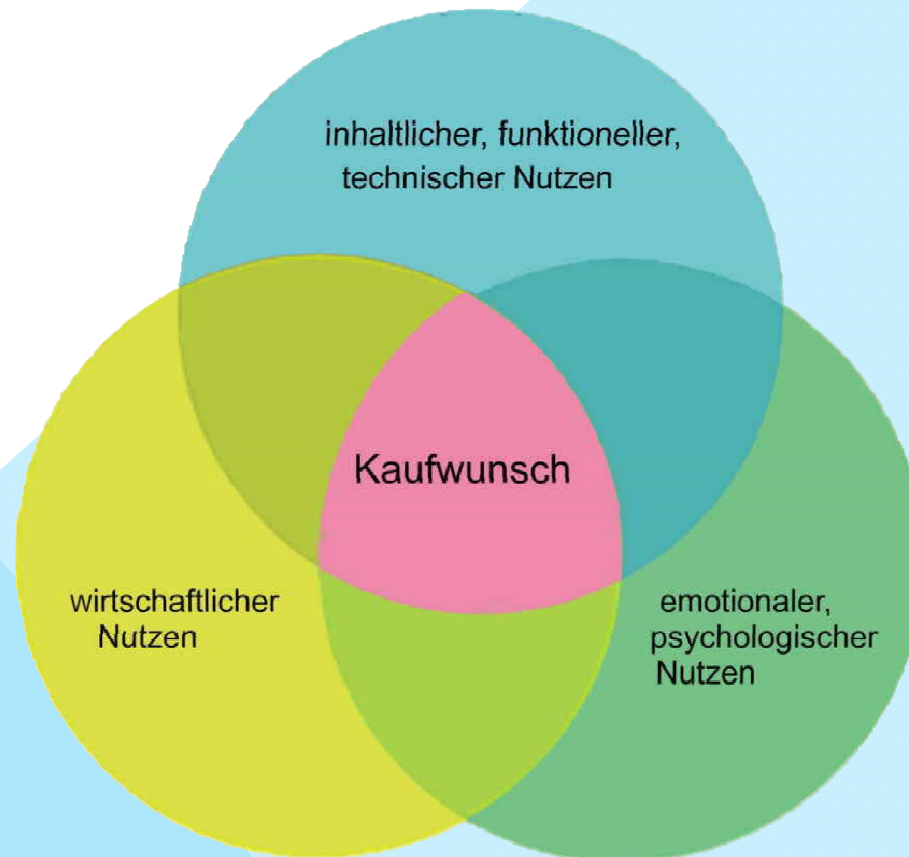 inhaltlicher, funktioneller,
technischer Nutzen
Kaufwunsch
wirtschaftlicher
Nutzen
emotionaler,
psychologischer
Nutzen